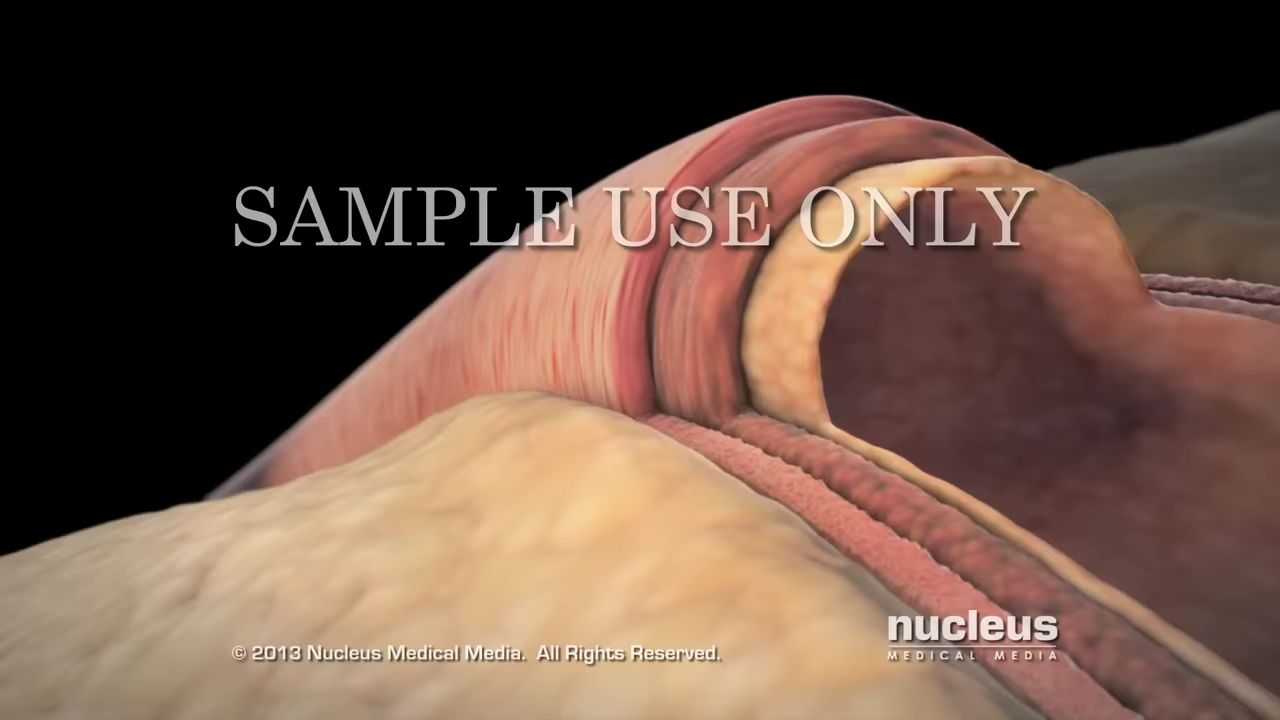 SAMPLE USE ONLY
© 2013 Nucleus Medical Media. All Rights Reserved.
nucleus
MEDICAL MEDIA